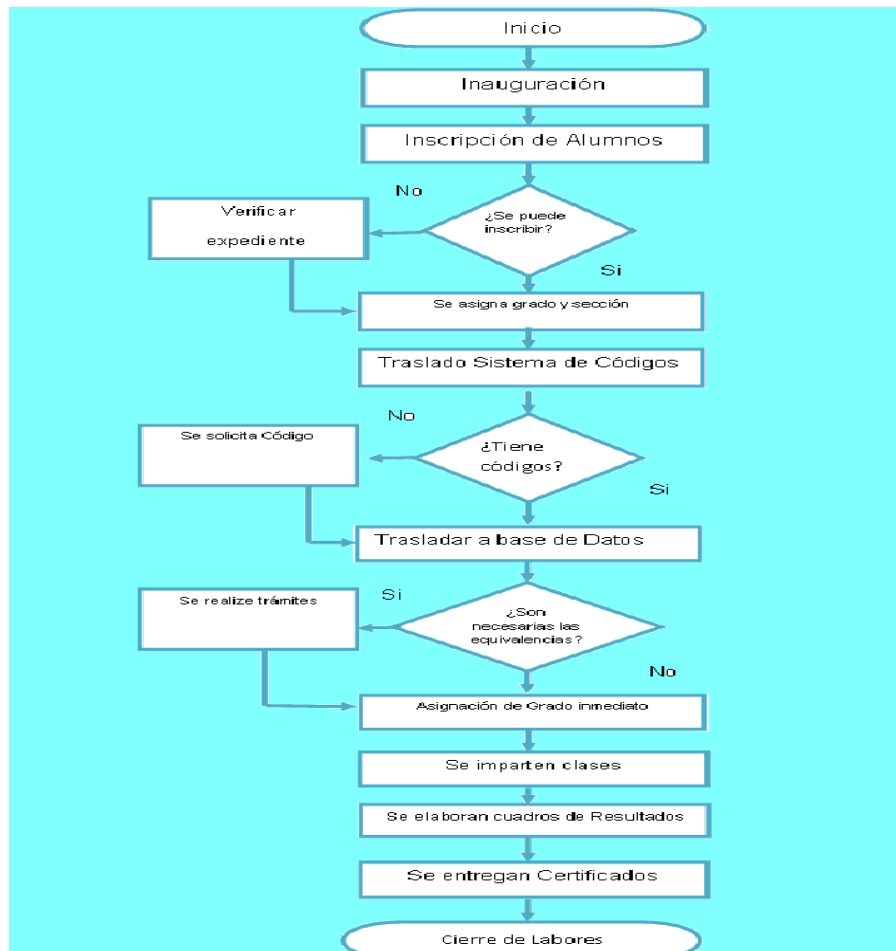 Inicio
Inauguración
Inscripción de Alumnos
No
¿Se puede
inscribir?
Verificar
expediente
Si
Se asigna grado y sección
Traslado Sistema de Códigos
No
Se solicita Código
¿Tiene
códigos?
Si
Trasladar a base de Datos
Si
Se realize trámites
¿Son
necesarias las
equivalencias?
No
Asignación de Grado inmediato
Se imparten clases
Se elaboran cuadros de Resultados
Se entregan Certificados
Cierre de Labores